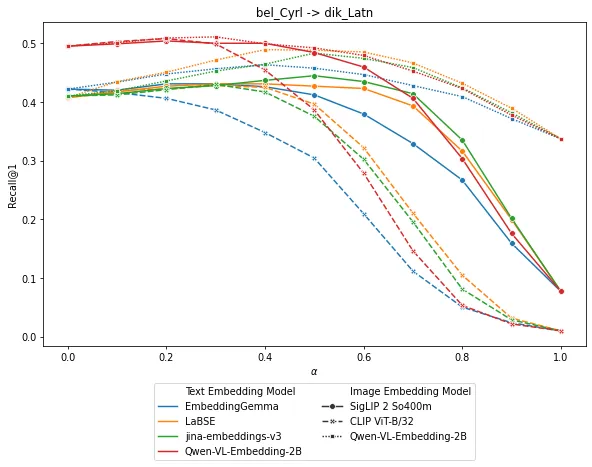 bel_Cyrl -> dik_Latn
Recall@1
0.5
0.4
0.3
0.2
0.1
0.0
0.0 0.2 0.4 0.6 0.8 1.0
α
Text Embedding Model Image Embedding Model
EmbeddingGemma SigLIP 2 So400m
LaBSE CLIP ViT-B/32
jina-embeddings-v3 Qwen-VL-Embedding-2B
Qwen-VL-Embedding-2B